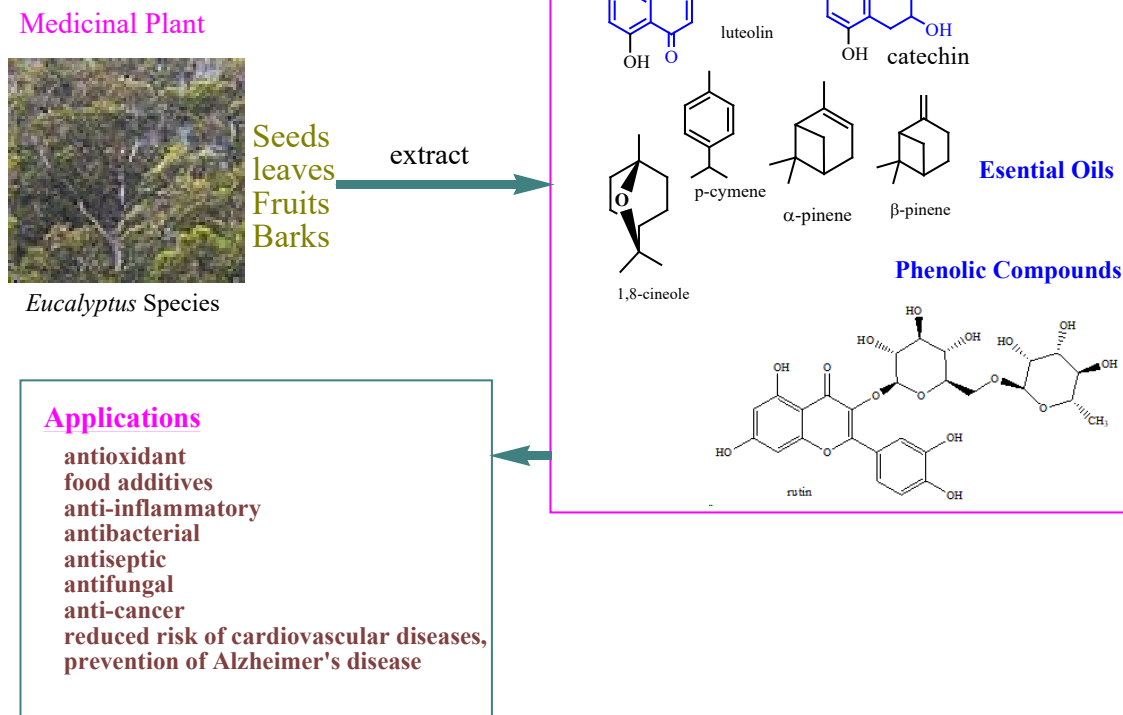 Medicinal Plant
Seeds
leaves
Fruits
Barks
Eucalyptus Species
extract
OH
O
luteolin
OH
OH
catechin
O
1,8-cineole
p-cymene
α-pinene
β-pinene
Esential Oils
Phenolic Compounds
HO
HO
OH
OH
HO
OH
OH
O
O
O
O
O
CH3
HO
O
OH
OH
rutin
Applications
antioxidant
food additives
anti-inflammatory
antibacterial
antiseptic
antifungal
anti-cancer
reduced risk of cardiovascular diseases,
prevention of Alzheimer's disease